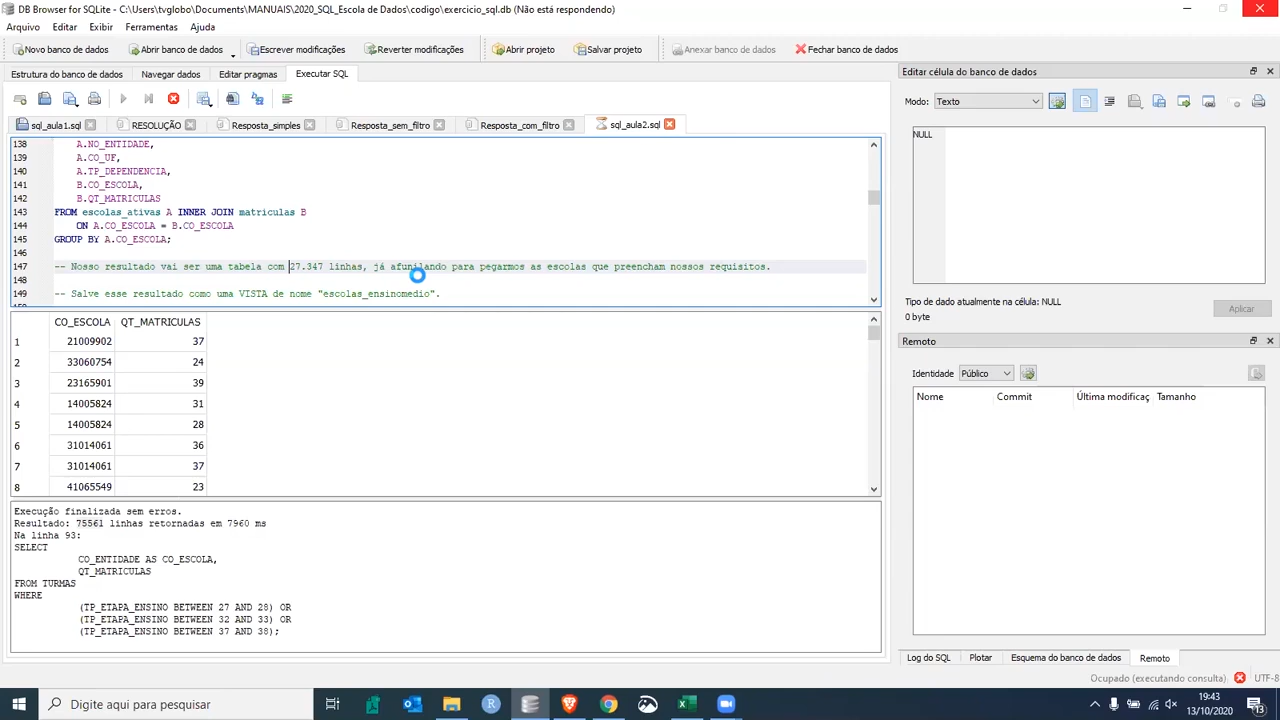 DB Browser for SQLite - C:\Users\tvglobo\Documents\MANUAIS\2020_SQL_Escola de Dados\codigo\exercicio_sql.db (Não está respondendo)
Arquivo Editar Exibir Ferramentas Ajuda
Novo banco de dados Abrir banco de dados Escrever modificações Reverter modificações Abrir projeto Salvar projeto Anexar banco de dados Fechar banco de dados
Estrutura do banco de dados Navegar dados Editar pragmas Executar SQL
sql_aula1.sql RESOLUÇÃO Resposta_simples Resposta_sem_filtro Resposta_com_filtro sql_aula2.sql
138 A.NO_ENTIDADE,
139 A.CO_UF,
140 A.TP_DEPENDENCIA,
141 B.CO_ESCOLA,
142 B.QT_MATRICULAS
143 FROM escolas_ativas A INNER JOIN matriculas B
144 ON A.CO_ESCOLA = B.CO_ESCOLA
145 GROUP BY A.CO_ESCOLA;
146
147 -- Nosso resultado vai ser uma tabela com 27.347 linhas, já afunilando para pegarmos as escolas que preencham nossos requisitos.
148
149 -- Salve esse resultado como uma VISTA de nome "escolas_ensinomedio".
CO_ESCOLA QT_MATRICULAS
1 21009902 37
2 33060754 24
3 23165901 39
4 14005824 31
5 14005824 28
6 31014061 36
7 31014061 37
8 41065549 23
Execução finalizada sem erros.
Resultado: 75561 linhas retornadas em 7960 ms
Na linha 93:
SELECT
CO_ENTIDADE AS CO_ESCOLA,
QT_MATRICULAS
FROM TURMAS
WHERE
(TP_ETAPA_ENSINO BETWEEN 27 AND 28) OR
(TP_ETAPA_ENSINO BETWEEN 32 AND 33) OR
(TP_ETAPA_ENSINO BETWEEN 37 AND 38);
Editar célula do banco de dados
Modo: Texto
NULL
Tipo de dado atualmente na célula: NULL
0 byte
Aplicar
Remoto
Identidade Público
Nome Commit Última modificaç Tamanho
Log do SQL Plotar Esquema do banco de dados Remoto
Ocupado (executando consulta) UTF-8
Digite aqui para pesquisar
19:43
13/10/2020
13